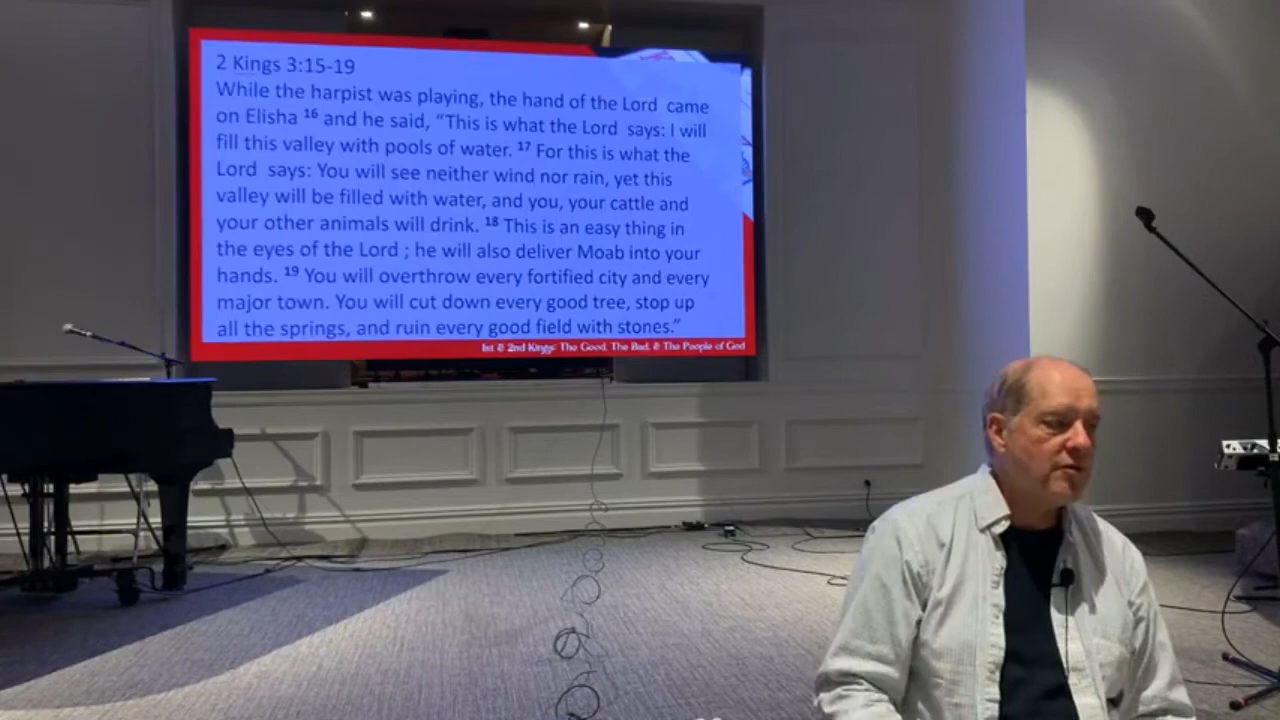 2 Kings 3:15-19
While the harpist was playing, the hand of the Lord  came
on Elisha ¹⁶ and he said, “This is what the Lord  says: I will
fill this valley with pools of water. ¹⁷ For this is what the
Lord  says: You will see neither wind nor rain, yet this
valley will be filled with water, and you, your cattle and
your other animals will drink. ¹⁸ This is an easy thing in
the eyes of the Lord ; he will also deliver Moab into your
hands. ¹⁹ You will overthrow every fortified city and every
major town. You will cut down every good tree, stop up
all the springs, and ruin every good field with stones.”
1st & 2nd Kings: The Good, The Bad, & The People of God